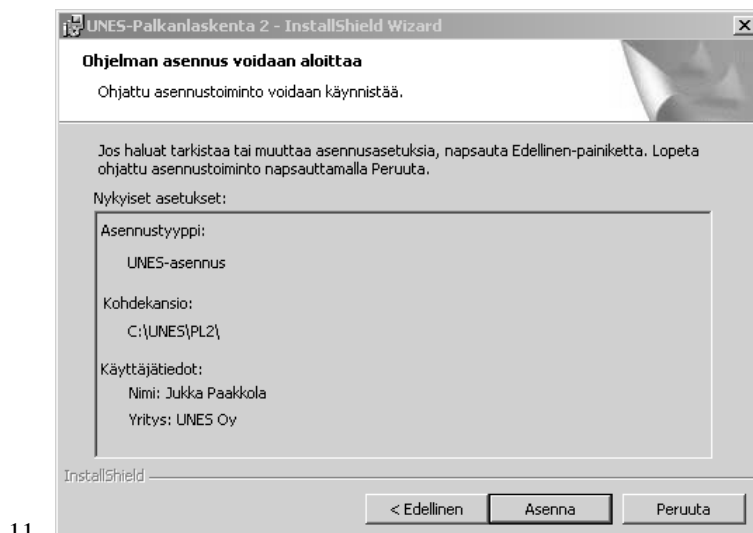 UNES-Palkanlaskenta 2 - InstallShield Wizard
Ohjelman asennus voidaan aloittaa
Ohjattu asennustoiminto voidaan käynnistää.
Jos haluat tarkistaa tai muuttaa asennusasetuksia, napsauta Edellinen-painiketta. Lopeta
ohjattu asennustoiminto napsauttamalla Peruuta.
Nykyiset asetukset:
Asennustyyppi:
UNES-asennus
Kohdekansio:
C:\UNES\PL2\
Käyttäjätiedot:
Nimi: Jukka Paakkola
Yritys: UNES Oy
InstallShield
< Edellinen Asenna Peruuta
11